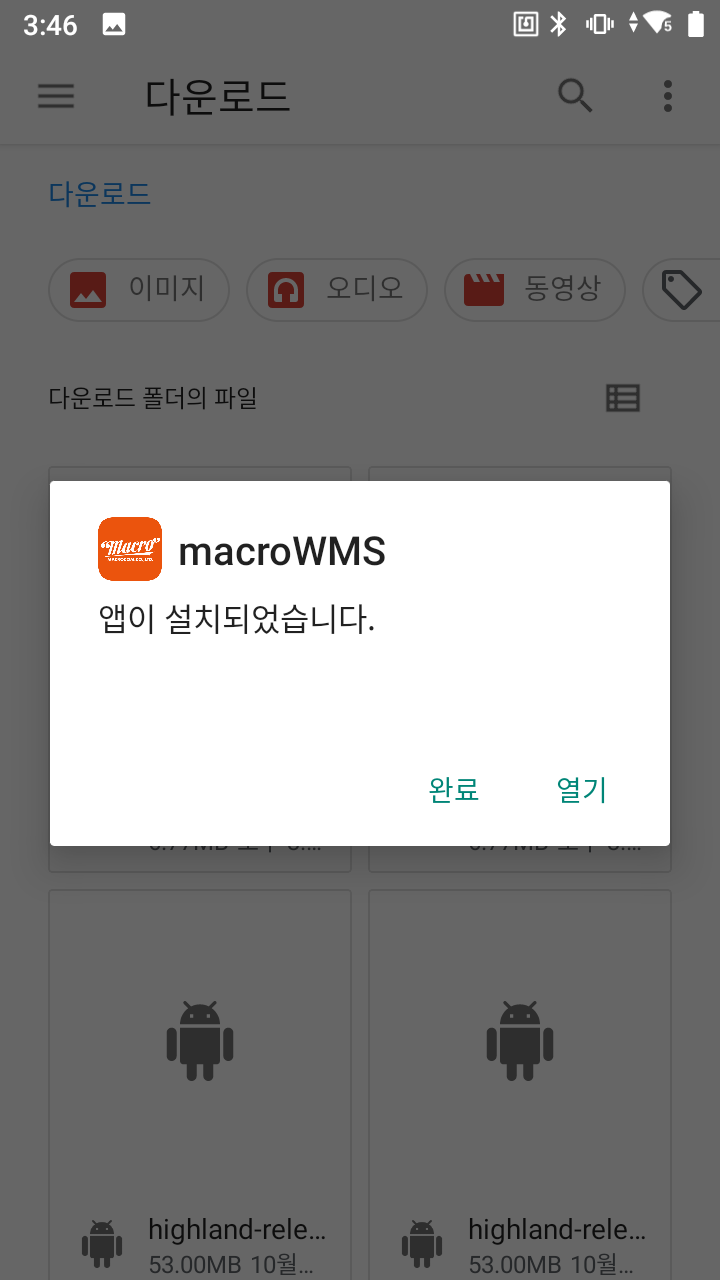 3:46
5
다운로드
다운로드
이미지
오디오
동영상
다운로드 폴더의 파일
Macro
macroWMS
앱이 설치되었습니다.
완료
열기
highland-rele…
highland-rele…
53.00MB 10월…
53.00MB 10월…